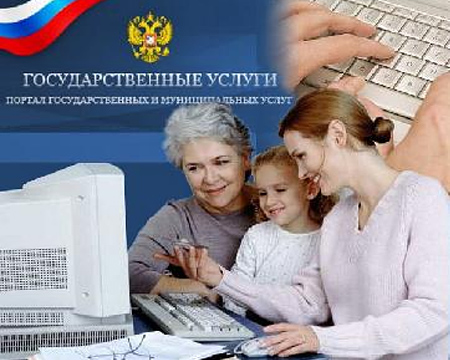 ГОСУДАРСТВЕННЫЕ УСЛУГИ
ПОРТАЛ ГОСУДАРСТВЕННЫХ И МУНИЦИПАЛЬНЫХ УСЛУГ